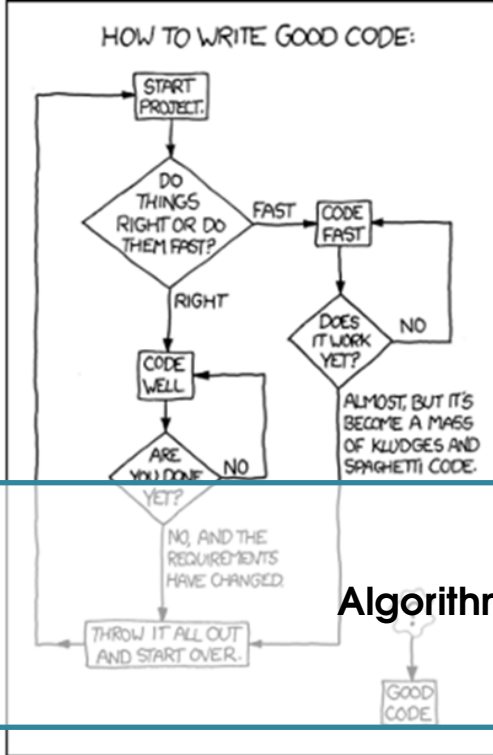 HOW TO WRITE GOOD CODE:
START
PROJECT.
DO
THINGS
RIGHT OR DO
THEM FAST?
FAST
CODE
FAST
RIGHT
DOES
IT WORK
YET?
NO
CODE
WELL
ALMOST, BUT IT'S
BECOME A MASS
OF KLUDGES AND
SPAGHETTI CODE.
ARE
YOU DONE
YET?
NO
NO, AND THE
REQUIREMENTS
HAVE CHANGED.
THROW IT ALL OUT
AND START OVER.
?
GOOD
CODE